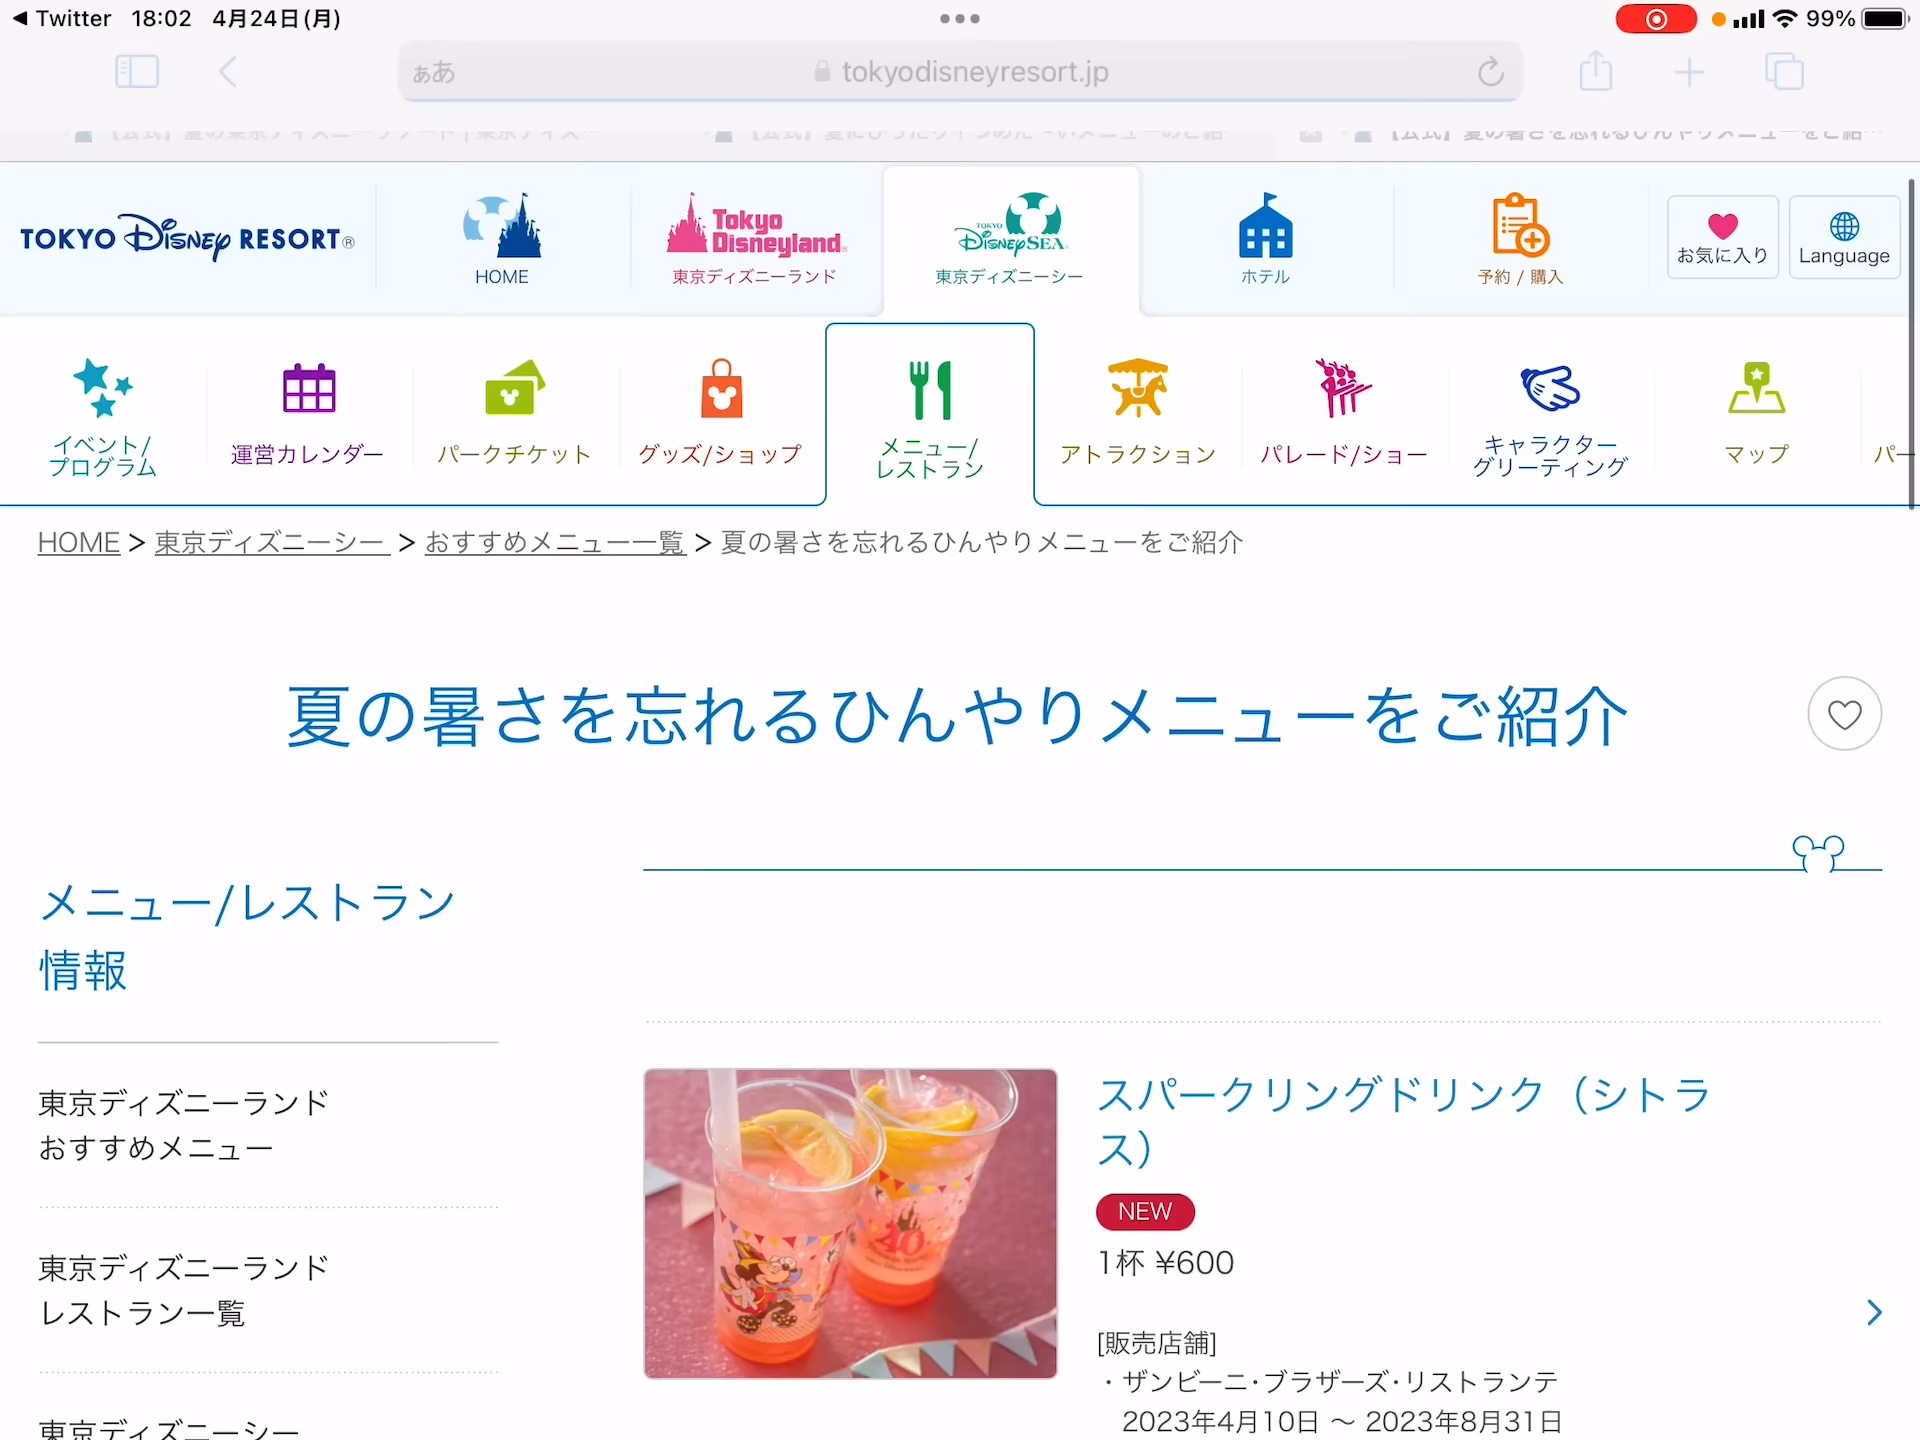 ◀ Twitter 18:02 4月24日(月) 99%
ぁあ tokyodisneyresort.jp
TOKYO DISNEY RESORT®
HOME
Tokyo Disneyland
東京ディズニーランド
TOKYO DISNEY SEA
東京ディズニーシー
ホテル
予約 / 購入
お気に入り
Language
イベント/
プログラム
運営カレンダー
パークチケット
グッズ/ショップ
メニュー/
レストラン
アトラクション
パレード/ショー
キャラクター
グリーティング
マップ
パー
HOME > 東京ディズニーシー > おすすめメニュー一覧 > 夏の暑さを忘れるひんやりメニューをご紹介
夏の暑さを忘れるひんやりメニューをご紹介
メニュー/レストラン
情報
東京ディズニーランド
おすすめメニュー
東京ディズニーランド
レストラン一覧
東京ディズニーシー
40
スパークリングドリンク（シトラ
ス）
NEW
1杯 ¥600
[販売店舗]
・ザンビーニ・ブラザーズ・リストランテ
2023年4月10日 ～ 2023年8月31日